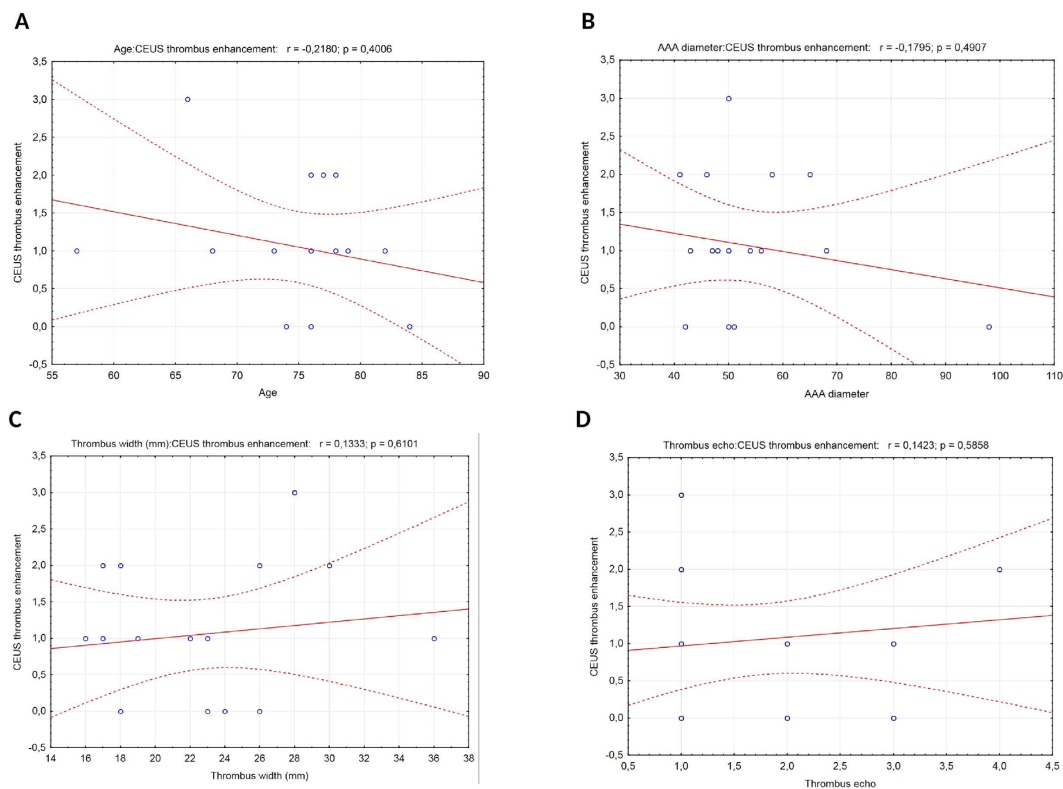 A
Age:CEUS thrombus enhancement: r = -0,2180; p = 0,4006
3,5
3,0
2,5
2,0
1,5
1,0
0,5
0,0
-0,5
CEUS thrombus enhancement
55 60 65 70 75 80 85 90
Age
B
AAA diameter:CEUS thrombus enhancement: r = -0,1795; p = 0,4907
3,5
3,0
2,5
2,0
1,5
1,0
0,5
0,0
-0,5
CEUS thrombus enhancement
30 40 50 60 70 80 90 100 110
AAA diameter
C
Thrombus width (mm):CEUS thrombus enhancement: r = 0,1333; p = 0,6101
3,5
3,0
2,5
2,0
1,5
1,0
0,5
0,0
-0,5
CEUS thrombus enhancement
14 16 18 20 22 24 26 28 30 32 34 36 38
Thrombus width (mm)
D
Thrombus echo:CEUS thrombus enhancement: r = 0,1423; p = 0,5858
3,5
3,0
2,5
2,0
1,5
1,0
0,5
0,0
-0,5
CEUS thrombus enhancement
0,5 1,0 1,5 2,0 2,5 3,0 3,5 4,0 4,5
Thrombus echo